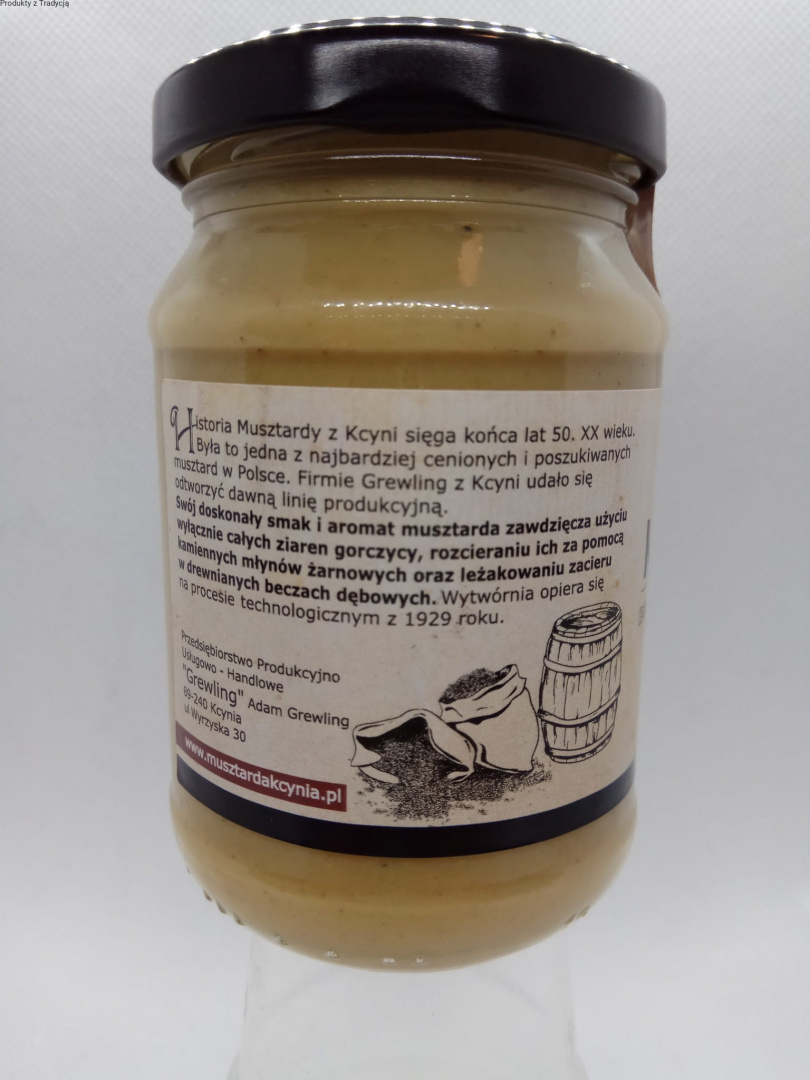 Produkty z Tradycją
Historia Musztardy z Kcyni sięga końca lat 50. XX wieku.
Była to jedna z najbardziej cenionych i poszukiwanych
musztard w Polsce. Firmie Grewling z Kcyni udało się
odtworzyć dawną linię produkcyjną.
Swój doskonały smak i aromat musztarda zawdzięcza użyciu
wyłącznie całych ziaren gorczycy, rozcieraniu ich za pomocą
kamiennych młynów żarnowych oraz leżakowaniu zacieru
w drewnianych beczach dębowych. Wytwórnia opiera się
na procesie technologicznym z 1929 roku.
Przedsiębiorstwo Produkcyjno
Usługowo - Handlowe
"Grewling" Adam Grewling
89-240 Kcynia
ul Wyrzyska 30
www.musztardakcynia.pl